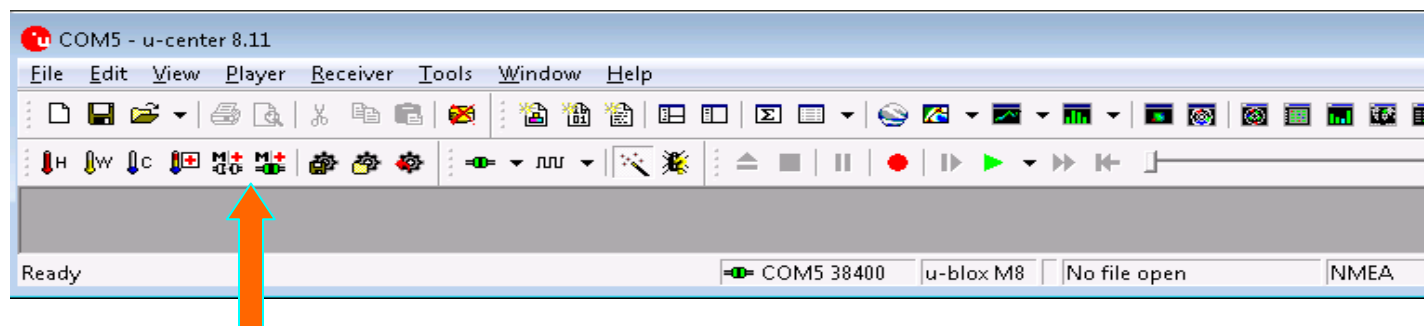 COM5 - u-center 8.11
File Edit View Player Receiver Tools Window Help
H W C
Ready COM5 38400 u-blox M8 No file open NMEA